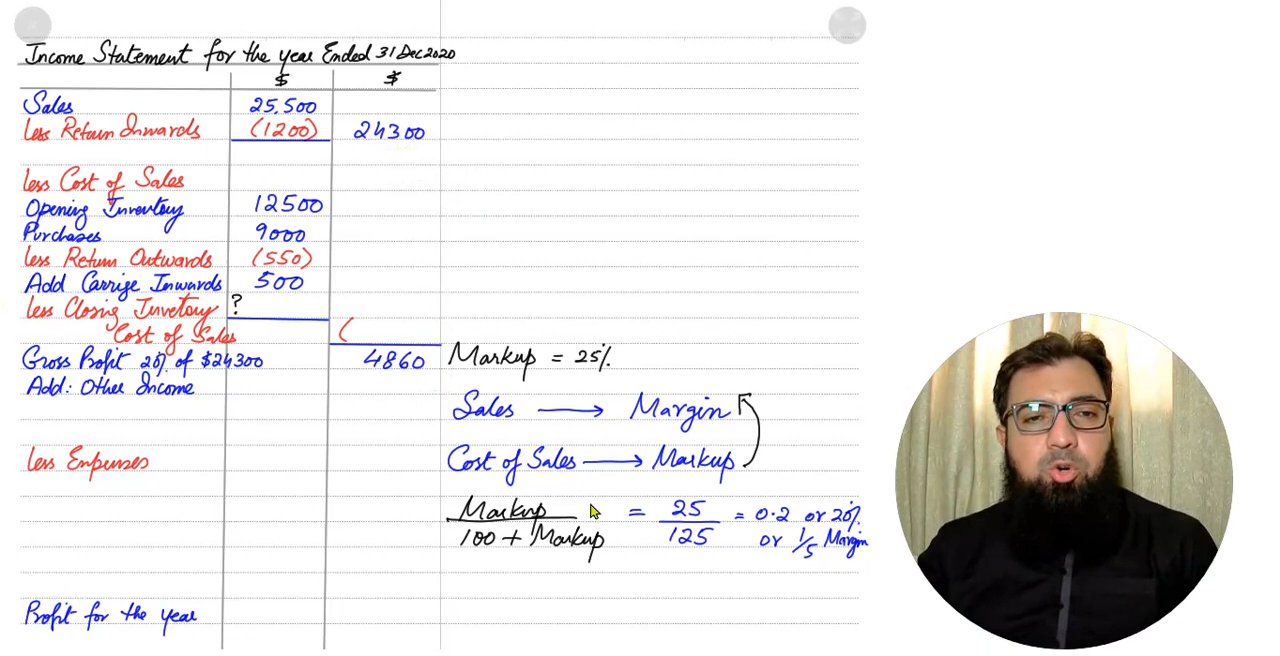 Income Statement for the year Ended 31 Dec 2020
$ $
Sales 25,500
less Return Inwards (1200) 24300
less Cost of Sales
Opening Inventory 12500
Purchases 9000
less Return Outwards (550)
Add Carrige Inwards 500
less Closing Invetory ?
Cost of Sales (
Gross Profit 20% of $24300 4860
Add: Other Income
less Expenses
Profit for the year
Markup = 25%
Sales → Margin
Cost of Sales → Markup
Markup = 25 = 0.2 or 20%
100 + Markup 125 or 1/5 Margin